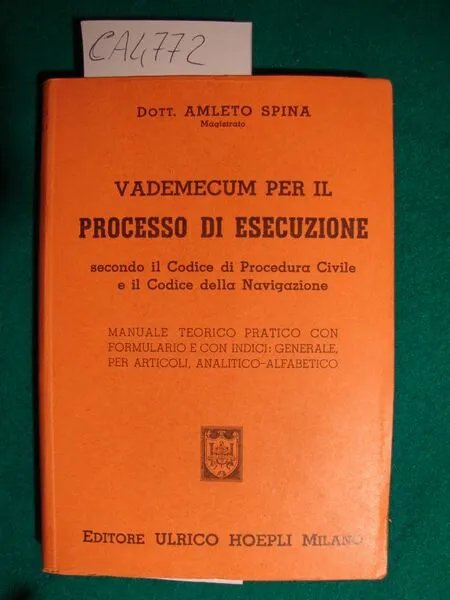 CA4772
DOTT. AMLETO SPINA
Magistrato
VADEMECUM PER IL
PROCESSO DI ESECUZIONE
secondo il Codice di Procedura Civile
e il Codice della Navigazione
MANUALE TEORICO PRATICO CON
FORMULARIO E CON INDICI: GENERALE,
PER ARTICOLI, ANALITICO-ALFABETICO
EDITORE ULRICO HOEPLI MILANO